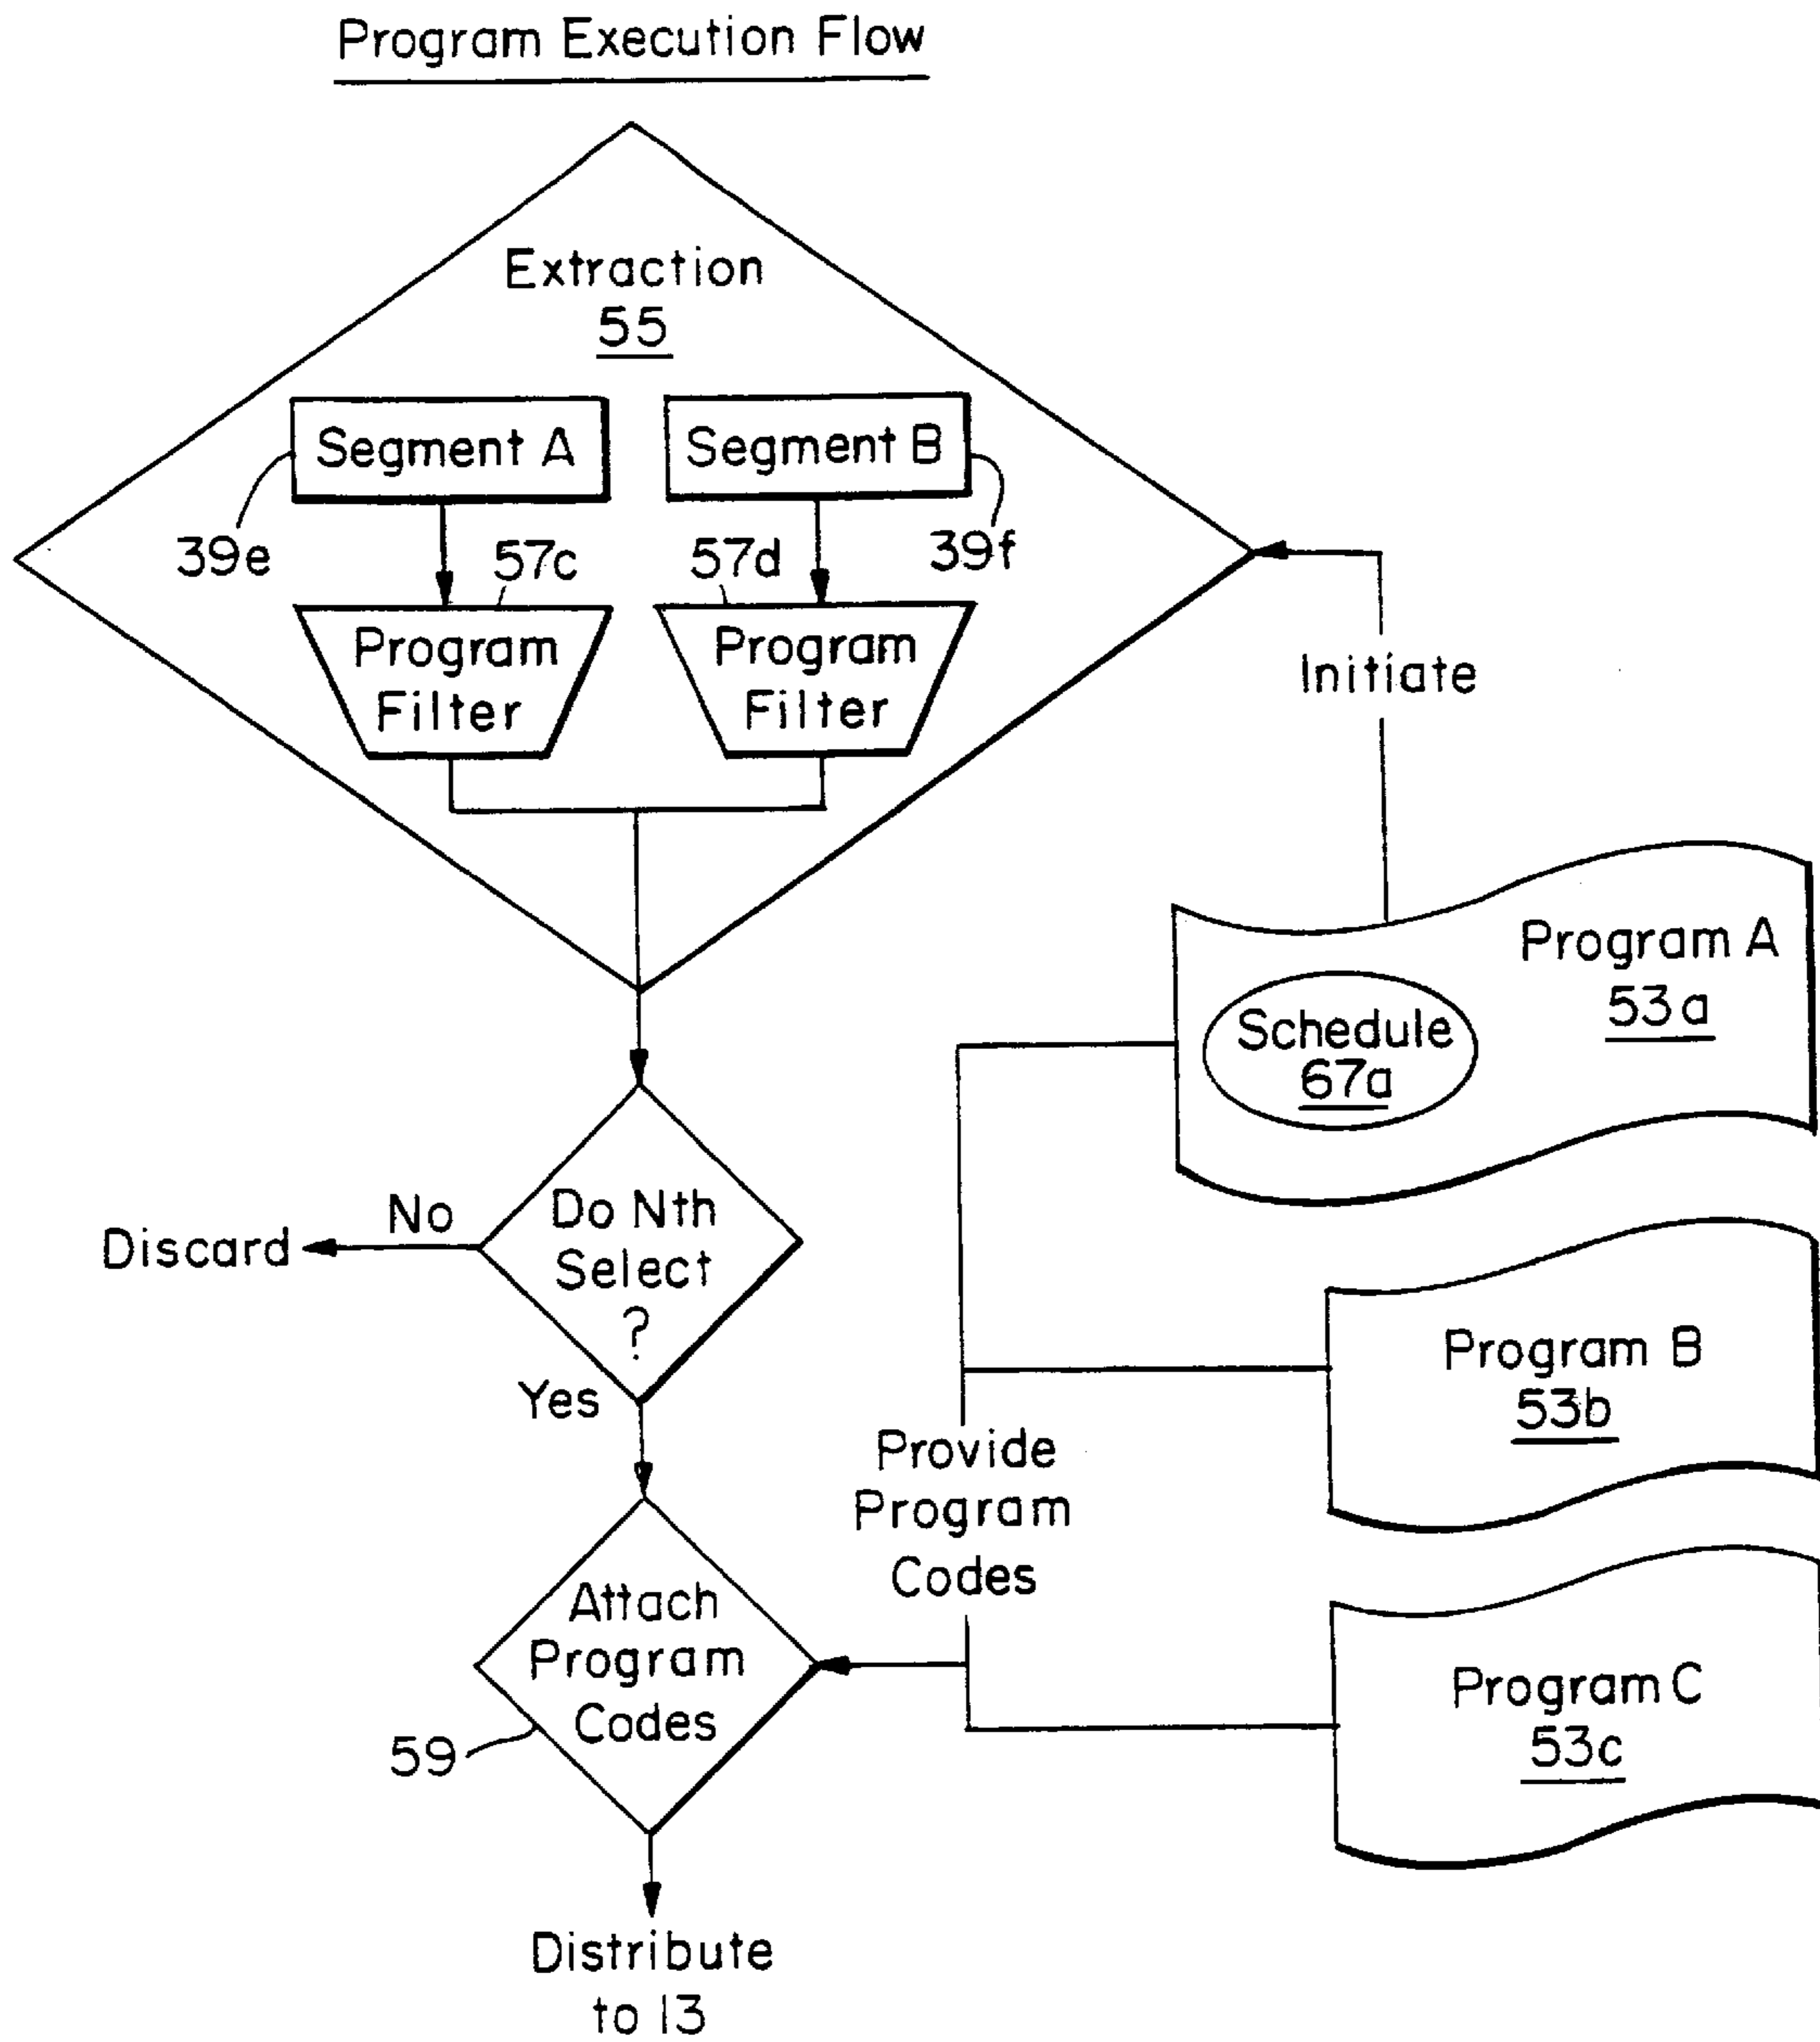 Program Execution Flow
Extraction
55
Segment A
Segment B
39e
57c
57d
39f
Program
Filter
Program
Filter
Initiate
Program A
53a
Schedule
67a
No
Discard
Do Nth
Select
?
Yes
Program B
53b
Provide
Program
Codes
Attach
Program
Codes
59
Program C
53c
Distribute
to 13